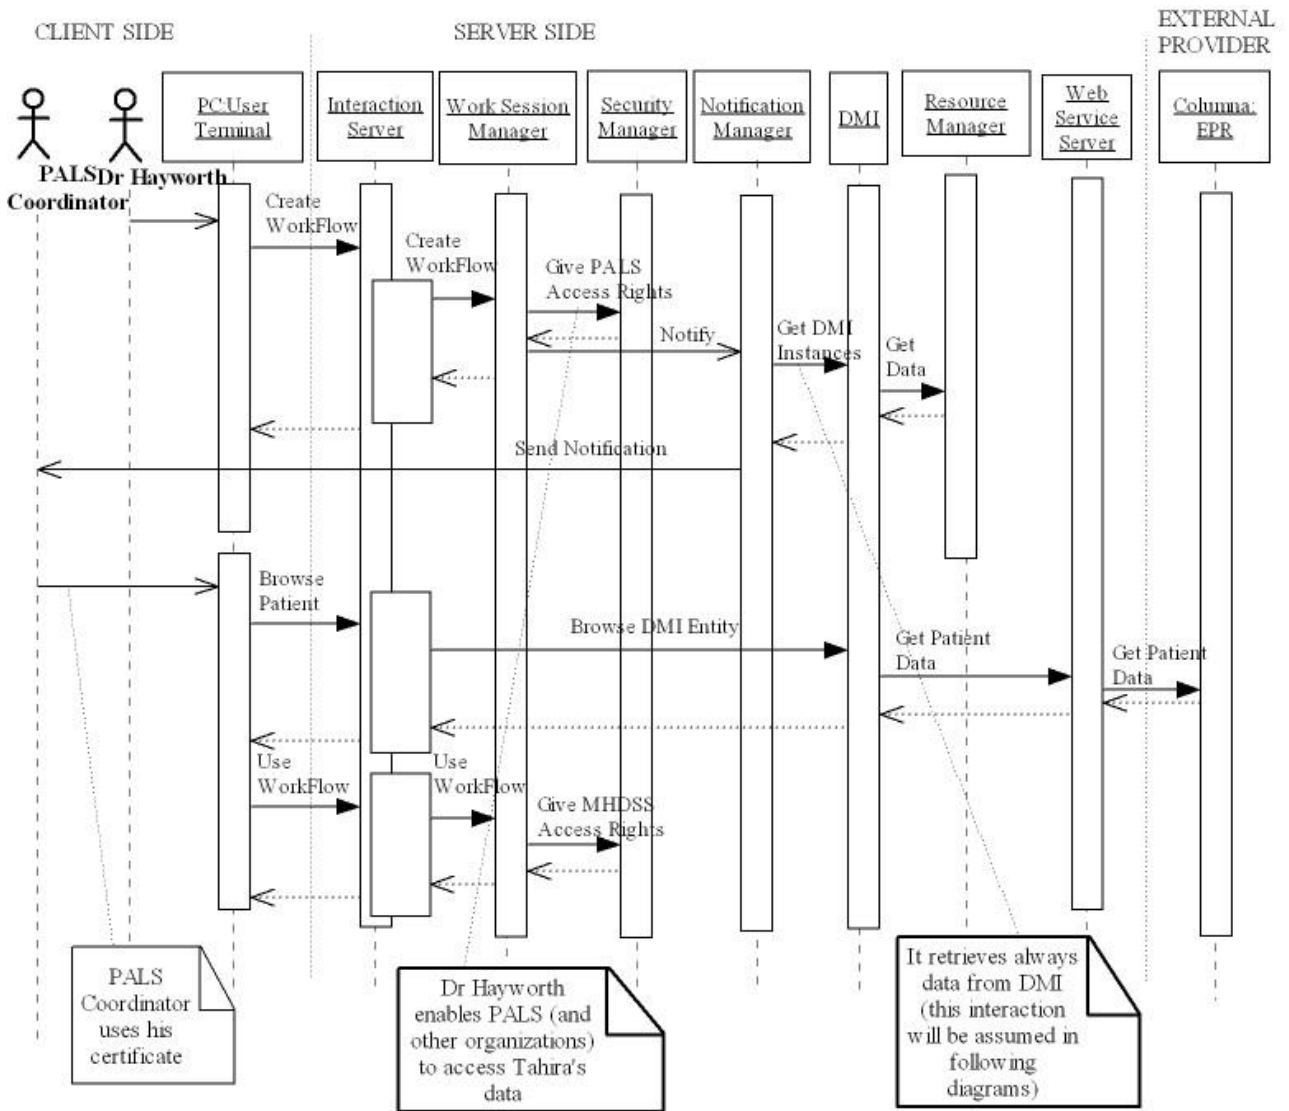 CLIENT SIDE
SERVER SIDE
EXTERNAL
PROVIDER
PC:User
Terminal
Interaction
Server
Work Session
Manager
Security
Manager
Notification
Manager
DMI
Resource
Manager
Web
Service
Server
Columna:
EPR
PALS
Coordinator
Dr Hayworth
Create
WorkFlow
Create
WorkFlow
Give PALS
Access Rights
Notify
Get DMI
Instances
Get
Data
Send Notification
Browse
Patient
Browse DMI Entity
Get Patient
Data
Get Patient
Data
Use
WorkFlow
Use
WorkFlow
Give MHDSS
Access Rights
PALS
Coordinator
uses his
certificate
Dr Hayworth
enables PALS (and
other organizations)
to access Tahira's
data
It retrieves always
data from DMI
(this interaction
will be assumed in
following
diagrams)